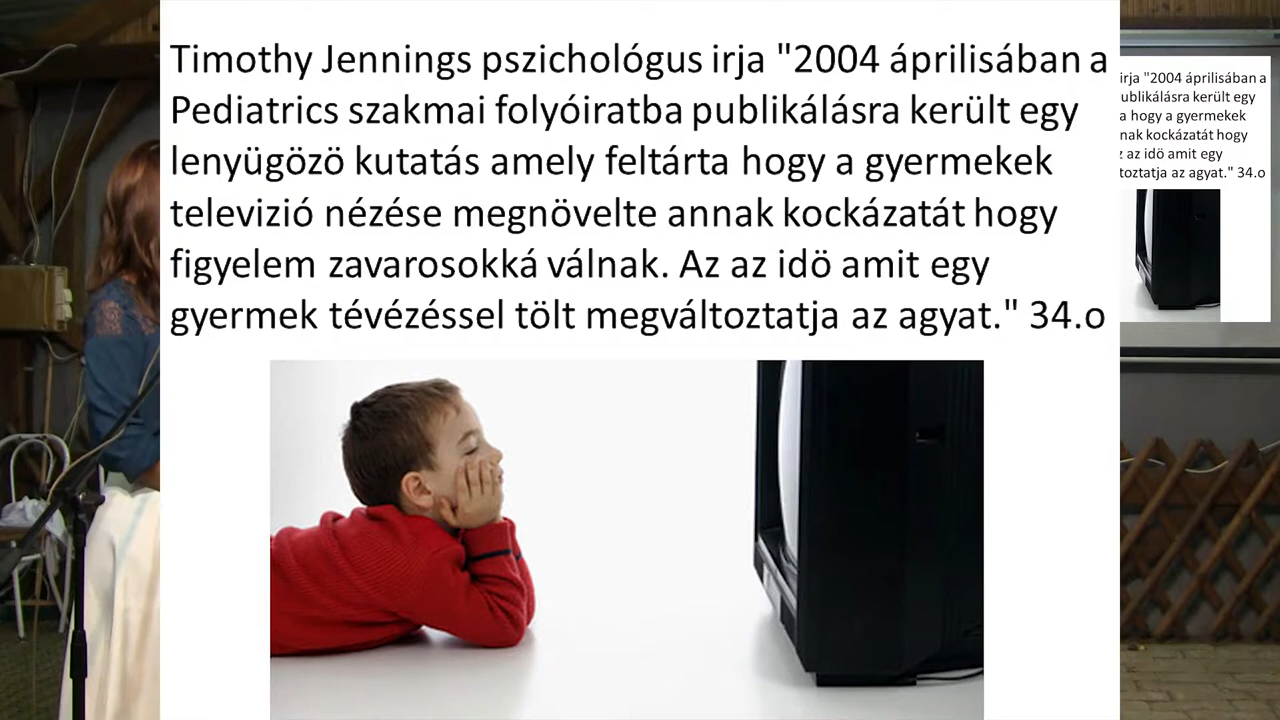 Timothy Jennings pszichológus irja "2004 áprilisában a
Pediatrics szakmai folyóiratba publikálásra került egy
lenyügözö kutatás amely feltárta hogy a gyermekek
televizió nézése megnövelte annak kockázatát hogy
figyelem zavarosokká válnak. Az az idö amit egy
gyermek tévézéssel tölt megváltoztatja az agyat." 34.o
irja "2004 áprilisában a
ublikálásra került egy
a hogy a gyermekek
nak kockázatát hogy
z az idö amit egy
toztatja az agyat." 34.o